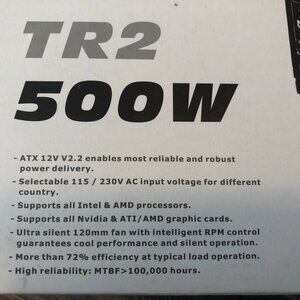 TR2
500W
- ATX 12V V2.2 enables most reliable and robust
power delivery.
- Selectable 115 / 230V AC input voltage for different
country.
- Supports all Intel & AMD processors.
- Supports all Nvidia & ATI/AMD graphic cards.
- Ultra silent 120mm fan with intelligent RPM control
guarantees cool performance and silent operation.
- More than 72% efficiency at typical load operation.
- High reliability: MTBF>100,000 hours.